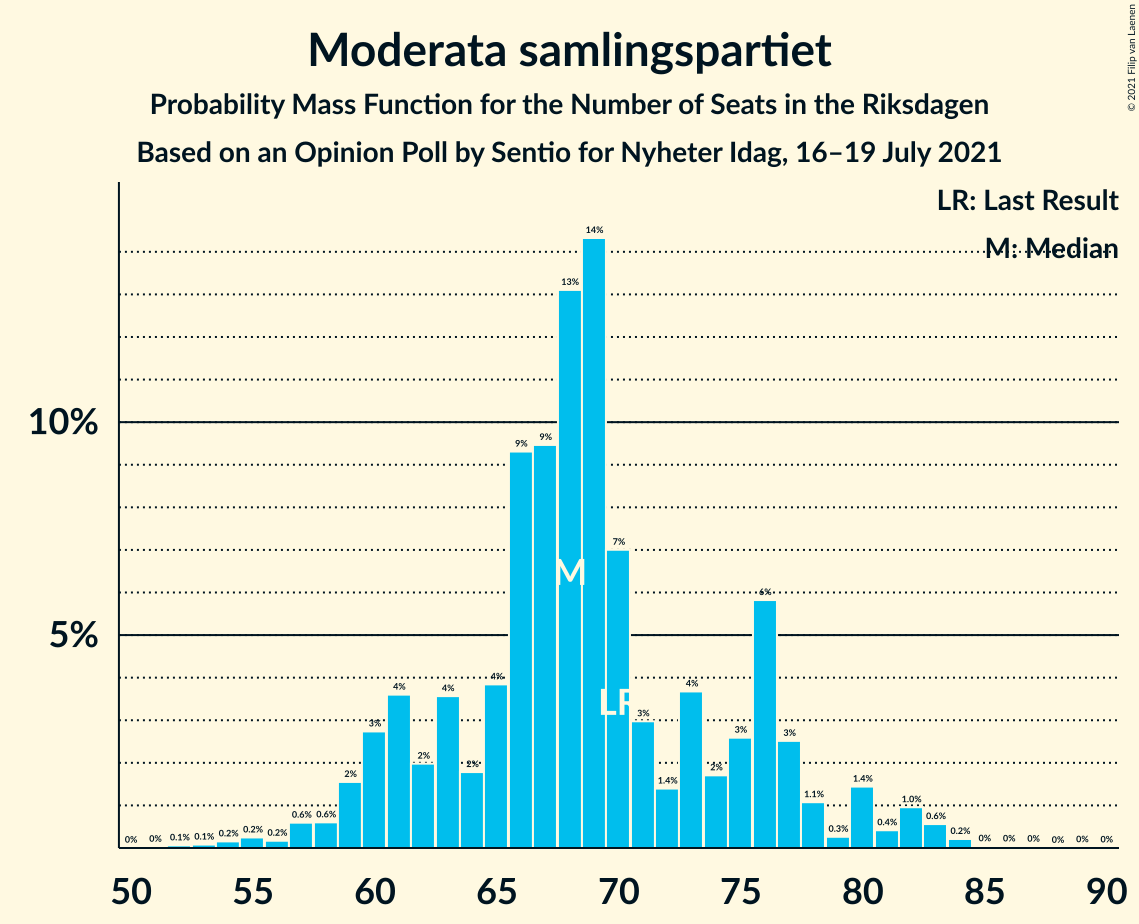 Moderata samlingspartiet
Probability Mass Function for the Number of Seats in the Riksdagen
Based on an Opinion Poll by Sentio for Nyheter Idag, 16–19 July 2021
© 2021 Filip van Laenen
LR: Last Result
M: Median
10%
5%
0% 0% 0.1% 0.1% 0.2% 0.2% 0.2% 0.6% 0.6% 2% 3% 4% 2% 4% 2% 4% 9% 9% 13% 14% 7% 3% 1.4% 4% 2% 3% 6% 3% 1.1% 0.3% 1.4% 0.4% 1.0% 0.6% 0.2% 0% 0% 0% 0% 0% 0%
M
LR
50 55 60 65 70 75 80 85 90